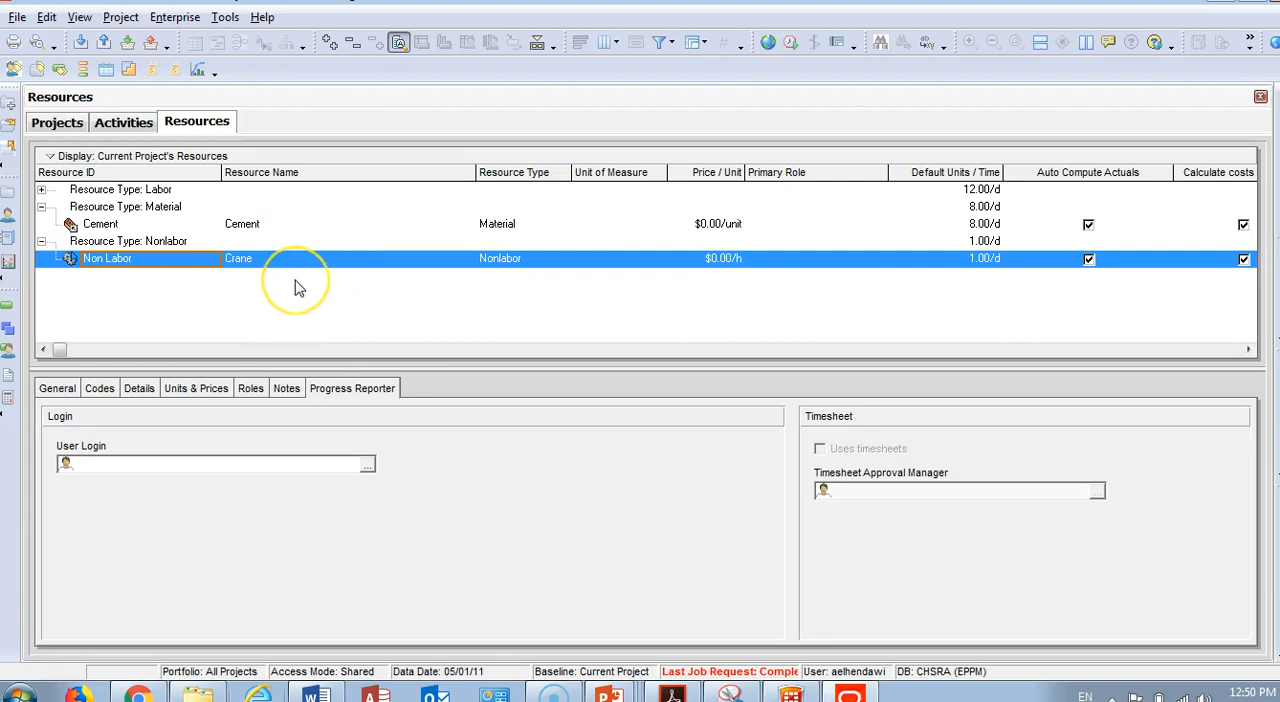 File Edit View Project Enterprise Tools Help
Resources
Projects Activities Resources
Display: Current Project's Resources
Resource ID Resource Name Resource Type Unit of Measure Price / Unit Primary Role Default Units / Time Auto Compute Actuals Calculate costs
Resource Type: Labor 12.00/d
Resource Type: Material 8.00/d
Cement Cement Material $0.00/unit 8.00/d
Resource Type: Nonlabor 1.00/d
Non Labor Crane Nonlabor $0.00/h 1.00/d
General Codes Details Units & Prices Roles Notes Progress Reporter
Login Timesheet
User Login Uses timesheets
Timesheet Approval Manager
Portfolio: All Projects Access Mode: Shared Data Date: 05/01/11 Baseline: Current Project Last Job Request: Comple User: aelhendawi DB: CHSRA (EPPM)
EN 12:50 PM